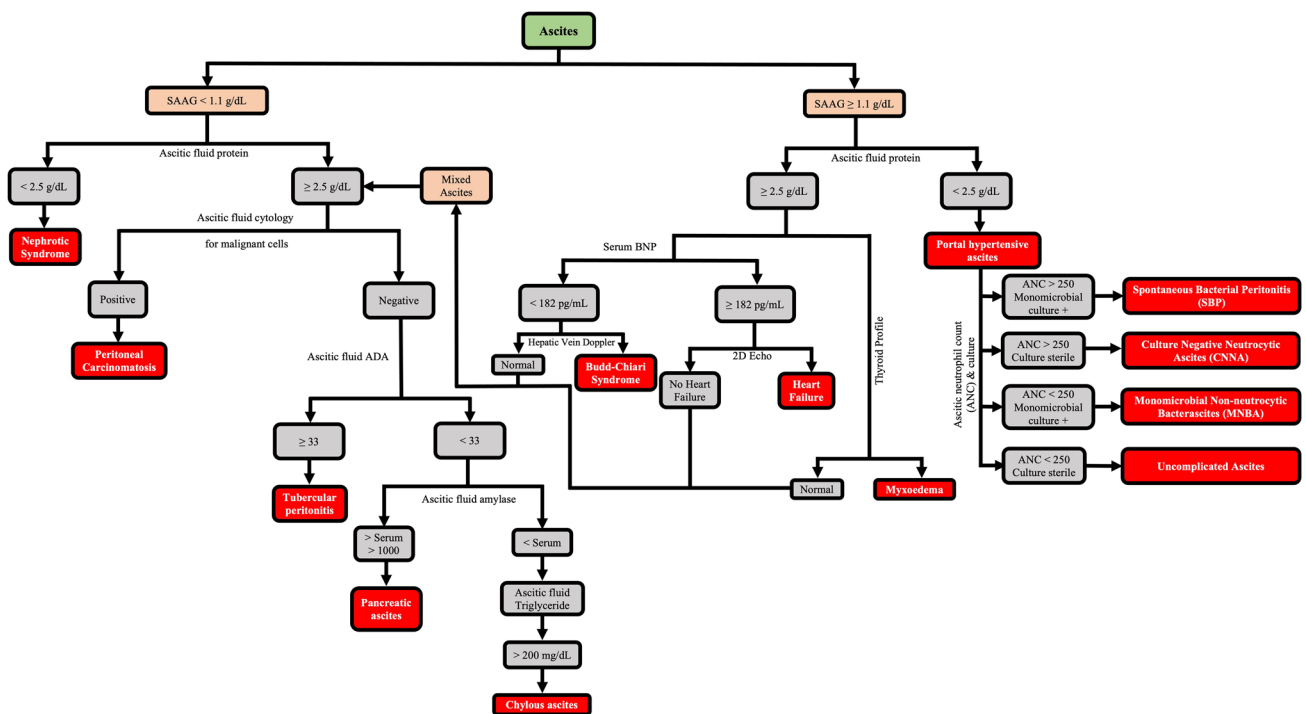 Ascites
SAAG < 1.1 g/dL
SAAG ≥ 1.1 g/dL
Ascitic fluid protein
< 2.5 g/dL
≥ 2.5 g/dL
Mixed
Ascites
Nephrotic
Syndrome
Ascitic fluid cytology
for malignant cells
Positive
Negative
Peritoneal
Carcinomatosis
Ascitic fluid ADA
≥ 33
< 33
Tubercular
peritonitis
Ascitic fluid amylase
> Serum
> 1000
< Serum
Pancreatic
ascites
Ascitic fluid
Triglyceride
> 200 mg/dL
Chylous ascites
Ascitic fluid protein
≥ 2.5 g/dL
< 2.5 g/dL
Serum BNP
< 182 pg/mL
≥ 182 pg/mL
Hepatic Vein Doppler
Normal
Budd-Chiari
Syndrome
2D Echo
No Heart
Failure
Heart
Failure
Thyroid Profile
Normal
Myxoedema
Portal hypertensive
ascites
Ascitic neutrophil count
(ANC) & culture
ANC > 250
Monomicrobial
culture +
Spontaneous Bacterial Peritonitis
(SBP)
ANC > 250
Culture sterile
Culture Negative Neutrocytic
Ascites (CNNA)
ANC < 250
Monomicrobial
culture +
Monomicrobial Non-neutrocytic
Bacterascites (MNBA)
ANC < 250
Culture sterile
Uncomplicated Ascites